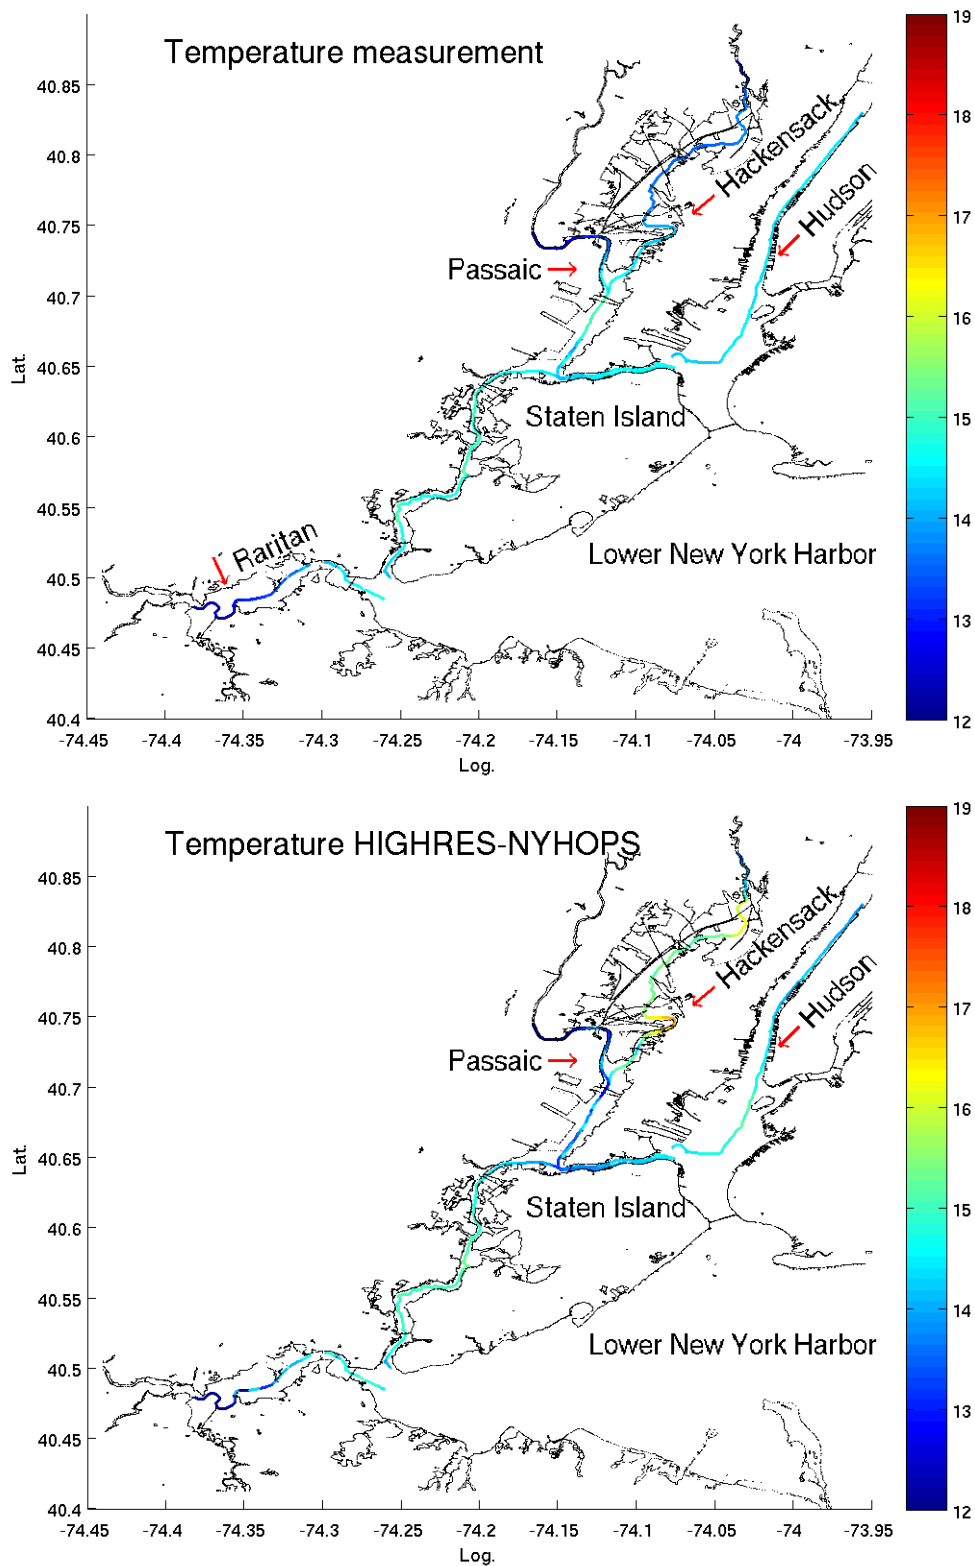 Temperature measurement
19
18
17
16
15
14
13
12
40.85
40.8
40.75
40.7
40.65
40.6
40.55
40.5
40.45
40.4
Lat.
Hackensack
Hudson
Passaic
Staten Island
Raritan
Lower New York Harbor
-74.45 -74.4 -74.35 -74.3 -74.25 -74.2 -74.15 -74.1 -74.05 -74 -73.95
Log.
Temperature HIGHRES-NYHOPS
19
18
17
16
15
14
13
12
40.85
40.8
40.75
40.7
40.65
40.6
40.55
40.5
40.45
40.4
Lat.
Hackensack
Hudson
Passaic
Staten Island
Lower New York Harbor
-74.45 -74.4 -74.35 -74.3 -74.25 -74.2 -74.15 -74.1 -74.05 -74 -73.95
Log.